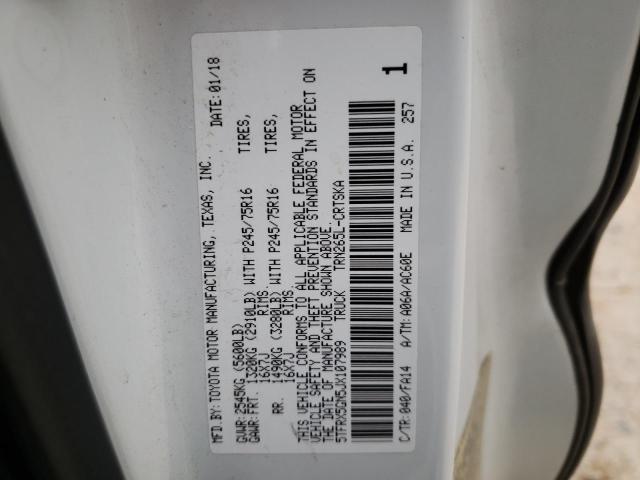 MFD.BY: TOYOTA MOTOR MANUFACTURING, TEXAS, INC. DATE: 01/18
GVWR: 2545KG (5600LB)
GAWR: FRT. 1320KG (2910LB) WITH P245/75R16 TIRES,
16X7J RIMS
RR. 1490KG (3280LB) WITH P245/75R16 TIRES,
16X7J RIMS
THIS VEHICLE CONFORMS TO ALL APPLICABLE FEDERAL MOTOR
VEHICLE SAFETY AND THEFT PREVENTION STANDARDS IN EFFECT ON
THE DATE OF MANUFACTURE SHOWN ABOVE.
5TFRX5GN5JX107989 TRUCK TRN265L-CRTSKA
1
C/TR: 040/FA14 A/TM: A06A/AC60E MADE IN U.S.A. 257